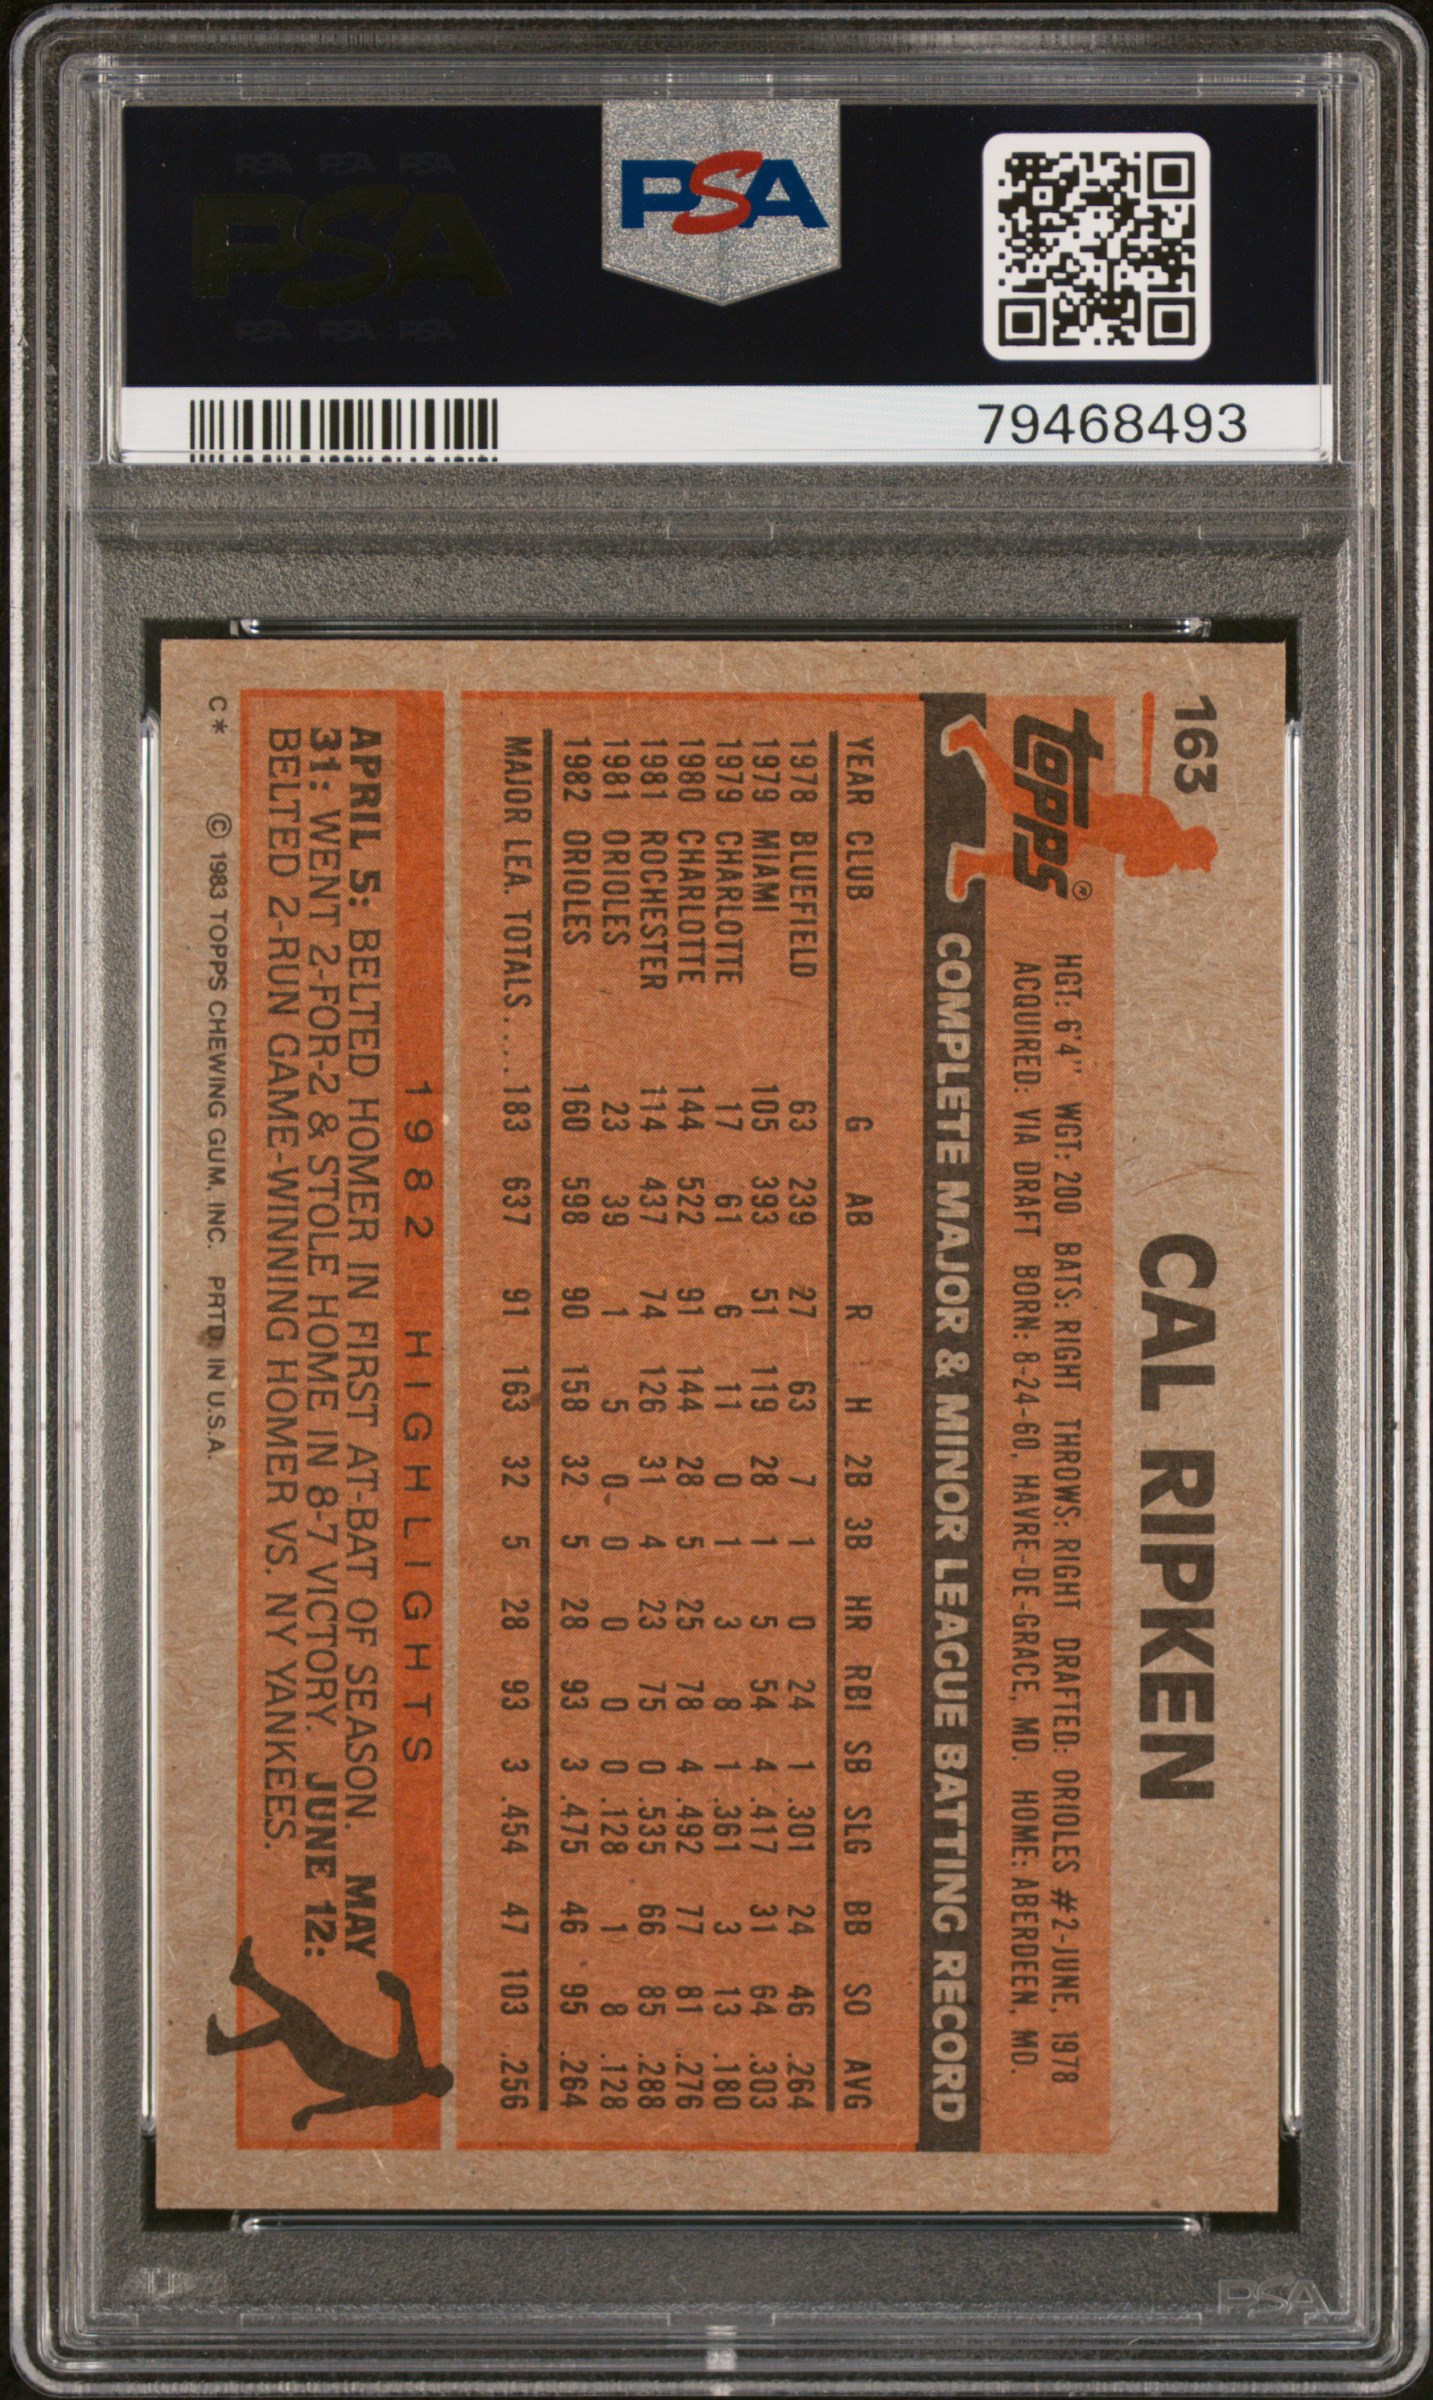 PSA PSA PSA
PSA
PSA PSA PSA
PSA
79468493
163
CAL RIPKEN
topps
HGT: 6'4" WGT: 200 BATS: RIGHT THROWS: RIGHT DRAFTED: ORIOLES #2-JUNE, 1978
ACQUIRED: VIA DRAFT BORN: 8-24-60, HAVRE-DE-GRACE, MD. HOME: ABERDEEN, MD.
COMPLETE MAJOR & MINOR LEAGUE BATTING RECORD
YEAR CLUB G AB R H 2B 3B HR RBI SB SLG BB SO AVG
1978 BLUEFIELD 63 239 27 63 7 1 0 24 1 .301 24 46 .264
1979 MIAMI 105 393 51 119 28 1 5 54 4 .417 31 64 .303
1979 CHARLOTTE 17 61 6 11 0 1 3 8 1 .361 3 13 .180
1980 CHARLOTTE 144 522 91 144 28 5 25 78 4 .492 77 81 .276
1981 ROCHESTER 114 437 74 126 31 4 23 75 0 .535 66 85 .288
1981 ORIOLES 23 39 1 5 0 0 0 0 0 .128 1 8 .128
1982 ORIOLES 160 598 90 158 32 5 28 93 3 .475 46 95 .264
MAJOR LEA. TOTALS.... 183 637 91 163 32 5 28 93 3 .454 47 103 .256
1982 HIGHLIGHTS
APRIL 5: BELTED HOMER IN FIRST AT-BAT OF SEASON. MAY
31: WENT 2-FOR-2 & STOLE HOME IN 8-7 VICTORY. JUNE 12:
BELTED 2-RUN GAME-WINNING HOMER VS. NY YANKEES.
C* © 1983 TOPPS CHEWING GUM, INC. PRTD. IN U.S.A.
PSA